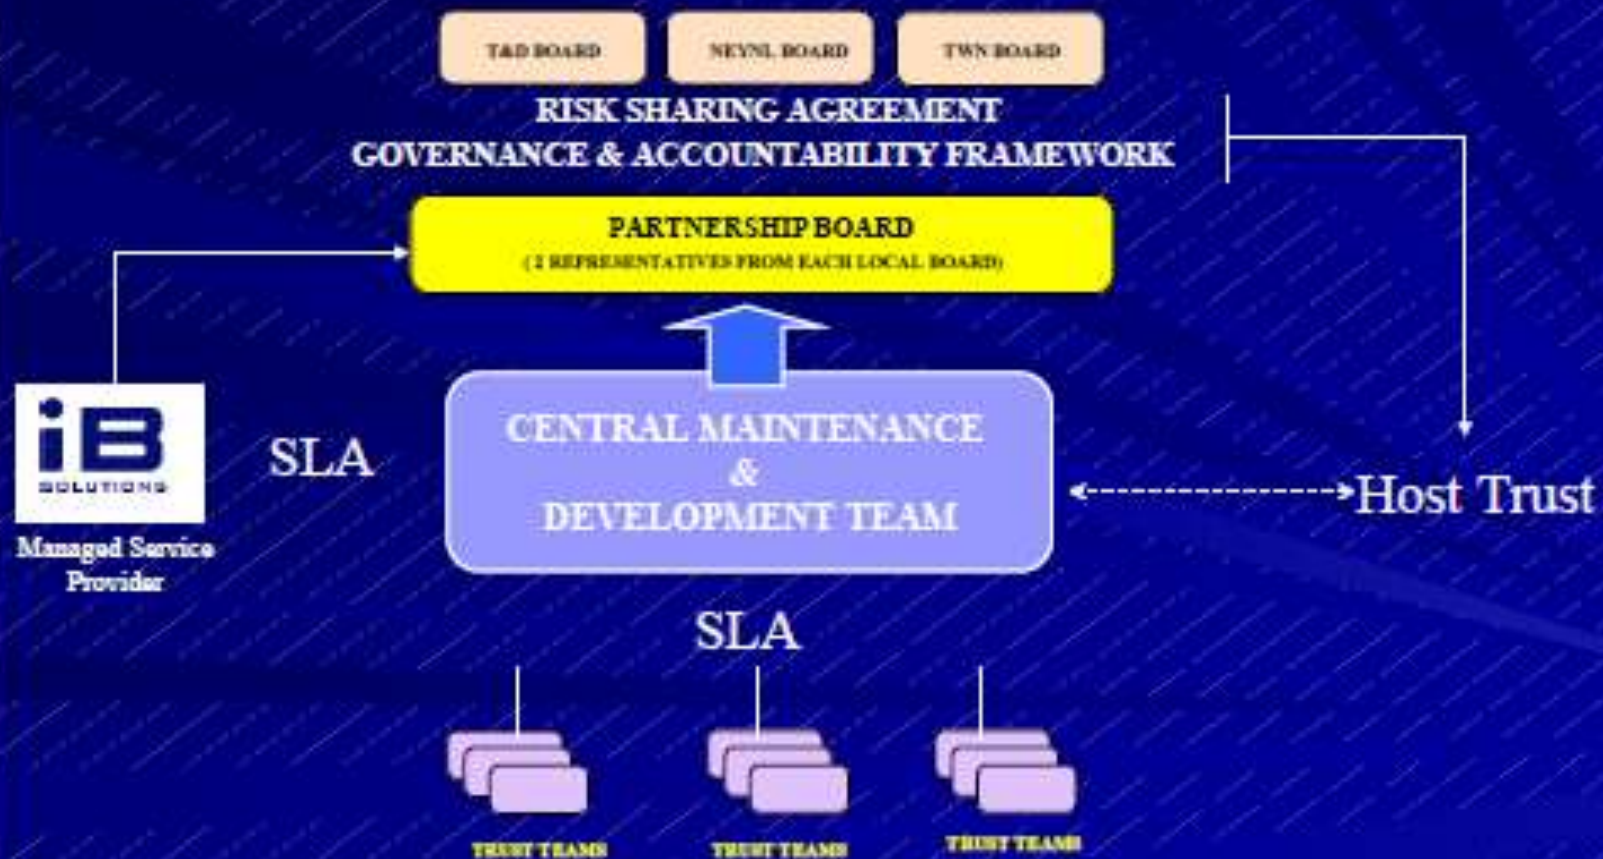 T&D BOARD
NEYNL BOARD
TWN BOARD
RISK SHARING AGREEMENT
GOVERNANCE & ACCOUNTABILITY FRAMEWORK
PARTNERSHIP BOARD
( 2 REPRESENTATIVES FROM EACH LOCAL BOARD)
iB
SOLUTIONS
Managed Service
Provider
SLA
CENTRAL MAINTENANCE
&
DEVELOPMENT TEAM
Host Trust
SLA
TRUST TEAMS
TRUST TEAMS
TRUST TEAMS